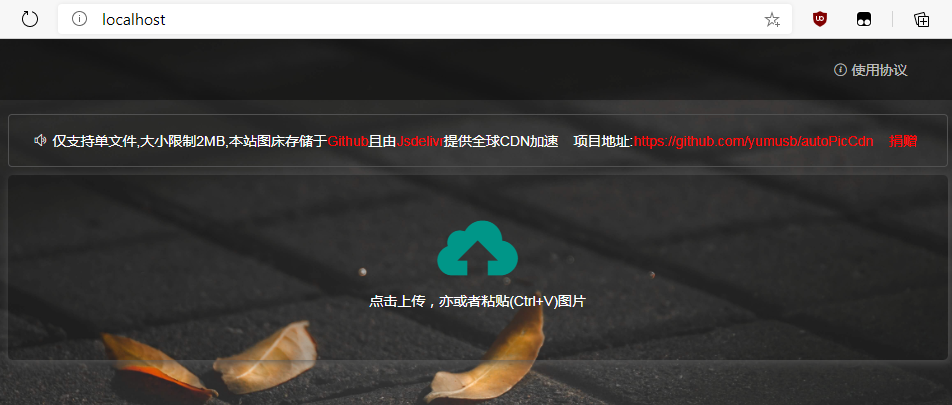 localhost
使用协议
仅支持单文件,大小限制2MB,本站图床存储于Github且由Jsdelivr提供全球CDN加速 项目地址:https://github.com/yumusb/autoPicCdn 捐赠
点击上传，亦或者粘贴(Ctrl+V)图片